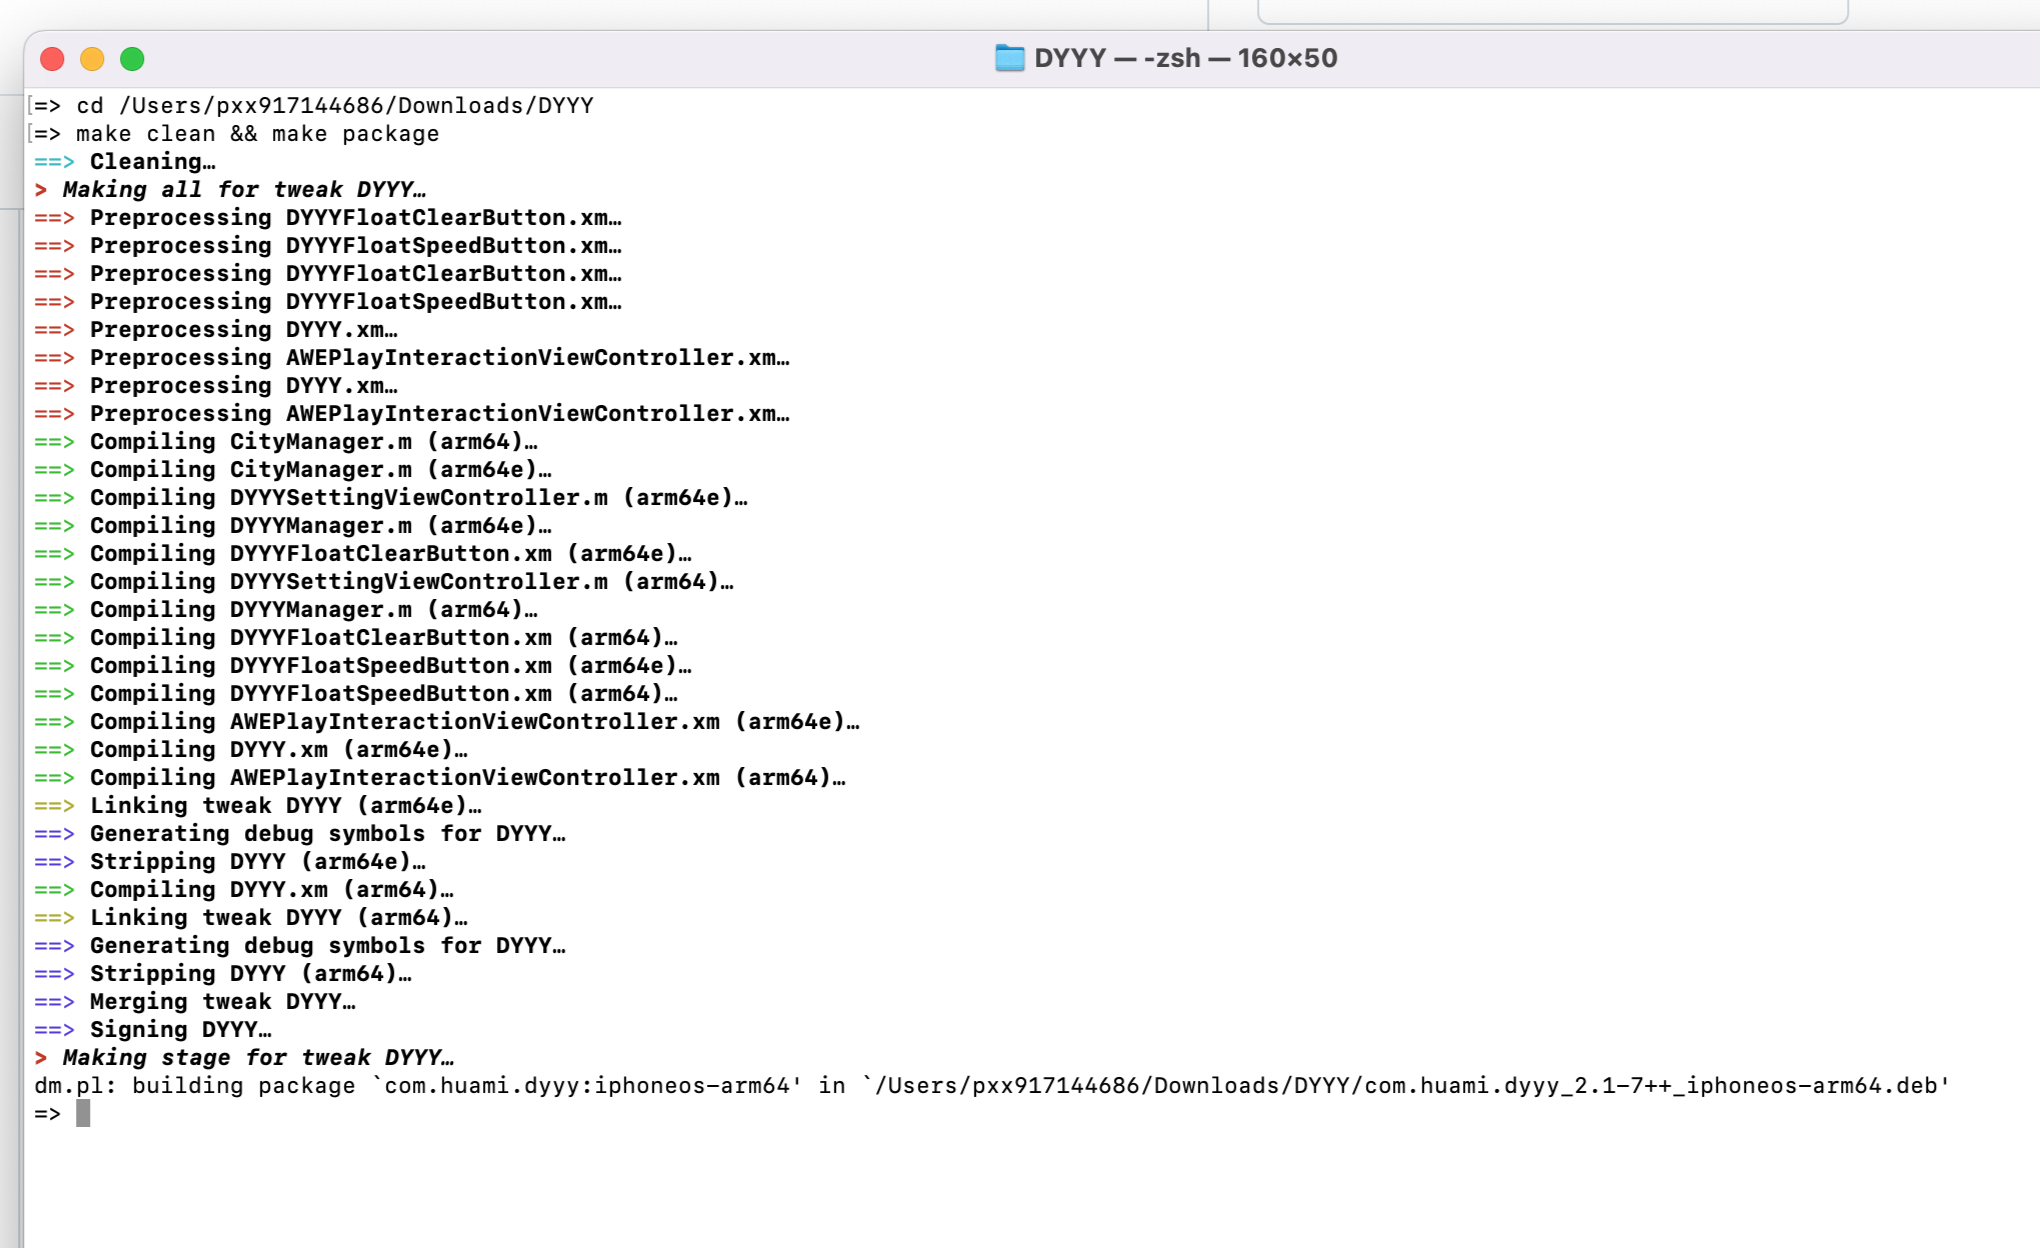 DYYY — -zsh — 160×50
[=> cd /Users/pxx917144686/Downloads/DYYY
[=> make clean && make package
==> Cleaning…
> Making all for tweak DYYY…
==> Preprocessing DYYYFloatClearButton.xm…
==> Preprocessing DYYYFloatSpeedButton.xm…
==> Preprocessing DYYYFloatClearButton.xm…
==> Preprocessing DYYYFloatSpeedButton.xm…
==> Preprocessing DYYY.xm…
==> Preprocessing AWEPlayInteractionViewController.xm…
==> Preprocessing DYYY.xm…
==> Preprocessing AWEPlayInteractionViewController.xm…
==> Compiling CityManager.m (arm64)…
==> Compiling CityManager.m (arm64e)…
==> Compiling DYYYSettingViewController.m (arm64e)…
==> Compiling DYYYManager.m (arm64e)…
==> Compiling DYYYFloatClearButton.xm (arm64e)…
==> Compiling DYYYSettingViewController.m (arm64)…
==> Compiling DYYYManager.m (arm64)…
==> Compiling DYYYFloatClearButton.xm (arm64)…
==> Compiling DYYYFloatSpeedButton.xm (arm64e)…
==> Compiling DYYYFloatSpeedButton.xm (arm64)…
==> Compiling AWEPlayInteractionViewController.xm (arm64e)…
==> Compiling DYYY.xm (arm64e)…
==> Compiling AWEPlayInteractionViewController.xm (arm64)…
==> Linking tweak DYYY (arm64e)…
==> Generating debug symbols for DYYY…
==> Stripping DYYY (arm64e)…
==> Compiling DYYY.xm (arm64)…
==> Linking tweak DYYY (arm64)…
==> Generating debug symbols for DYYY…
==> Stripping DYYY (arm64)…
==> Merging tweak DYYY…
==> Signing DYYY…
> Making stage for tweak DYYY…
dm.pl: building package `com.huami.dyyy:iphoneos-arm64' in `/Users/pxx917144686/Downloads/DYYY/com.huami.dyyy_2.1-7++_iphoneos-arm64.deb'
=>